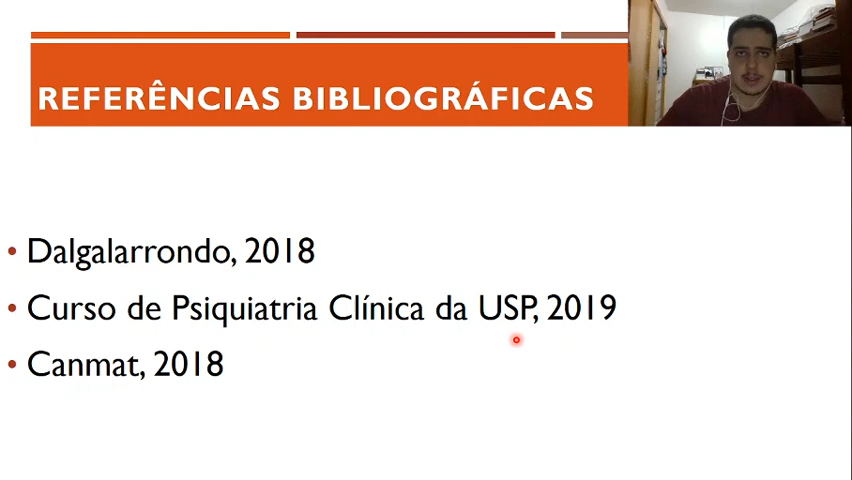 REFERÊNCIAS BIBLIOGRÁFICAS
• Dalgalarrondo, 2018
• Curso de Psiquiatria Clínica da USP, 2019
• Canmat, 2018